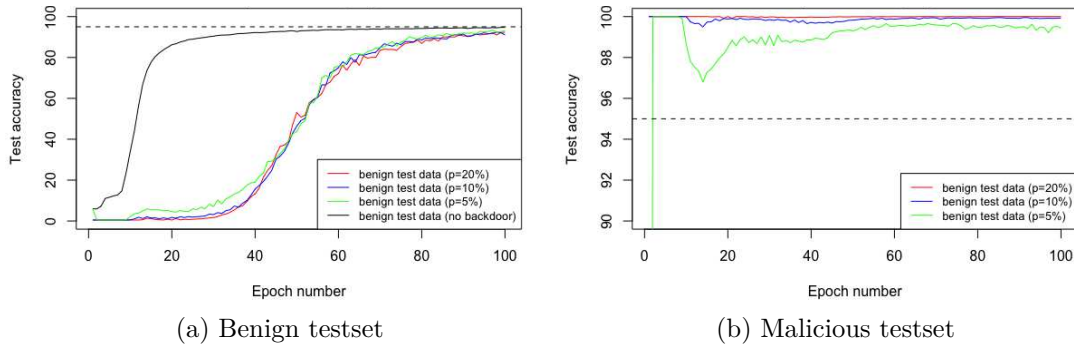 100
80
60
40
20
0
Test accuracy
benign test data (p=20%)
benign test data (p=10%)
benign test data (p=5%)
benign test data (no backdoor)
0 20 40 60 80 100
Epoch number
(a) Benign testset
100
98
96
94
92
90
Test accuracy
benign test data (p=20%)
benign test data (p=10%)
benign test data (p=5%)
0 20 40 60 80 100
Epoch number
(b) Malicious testset